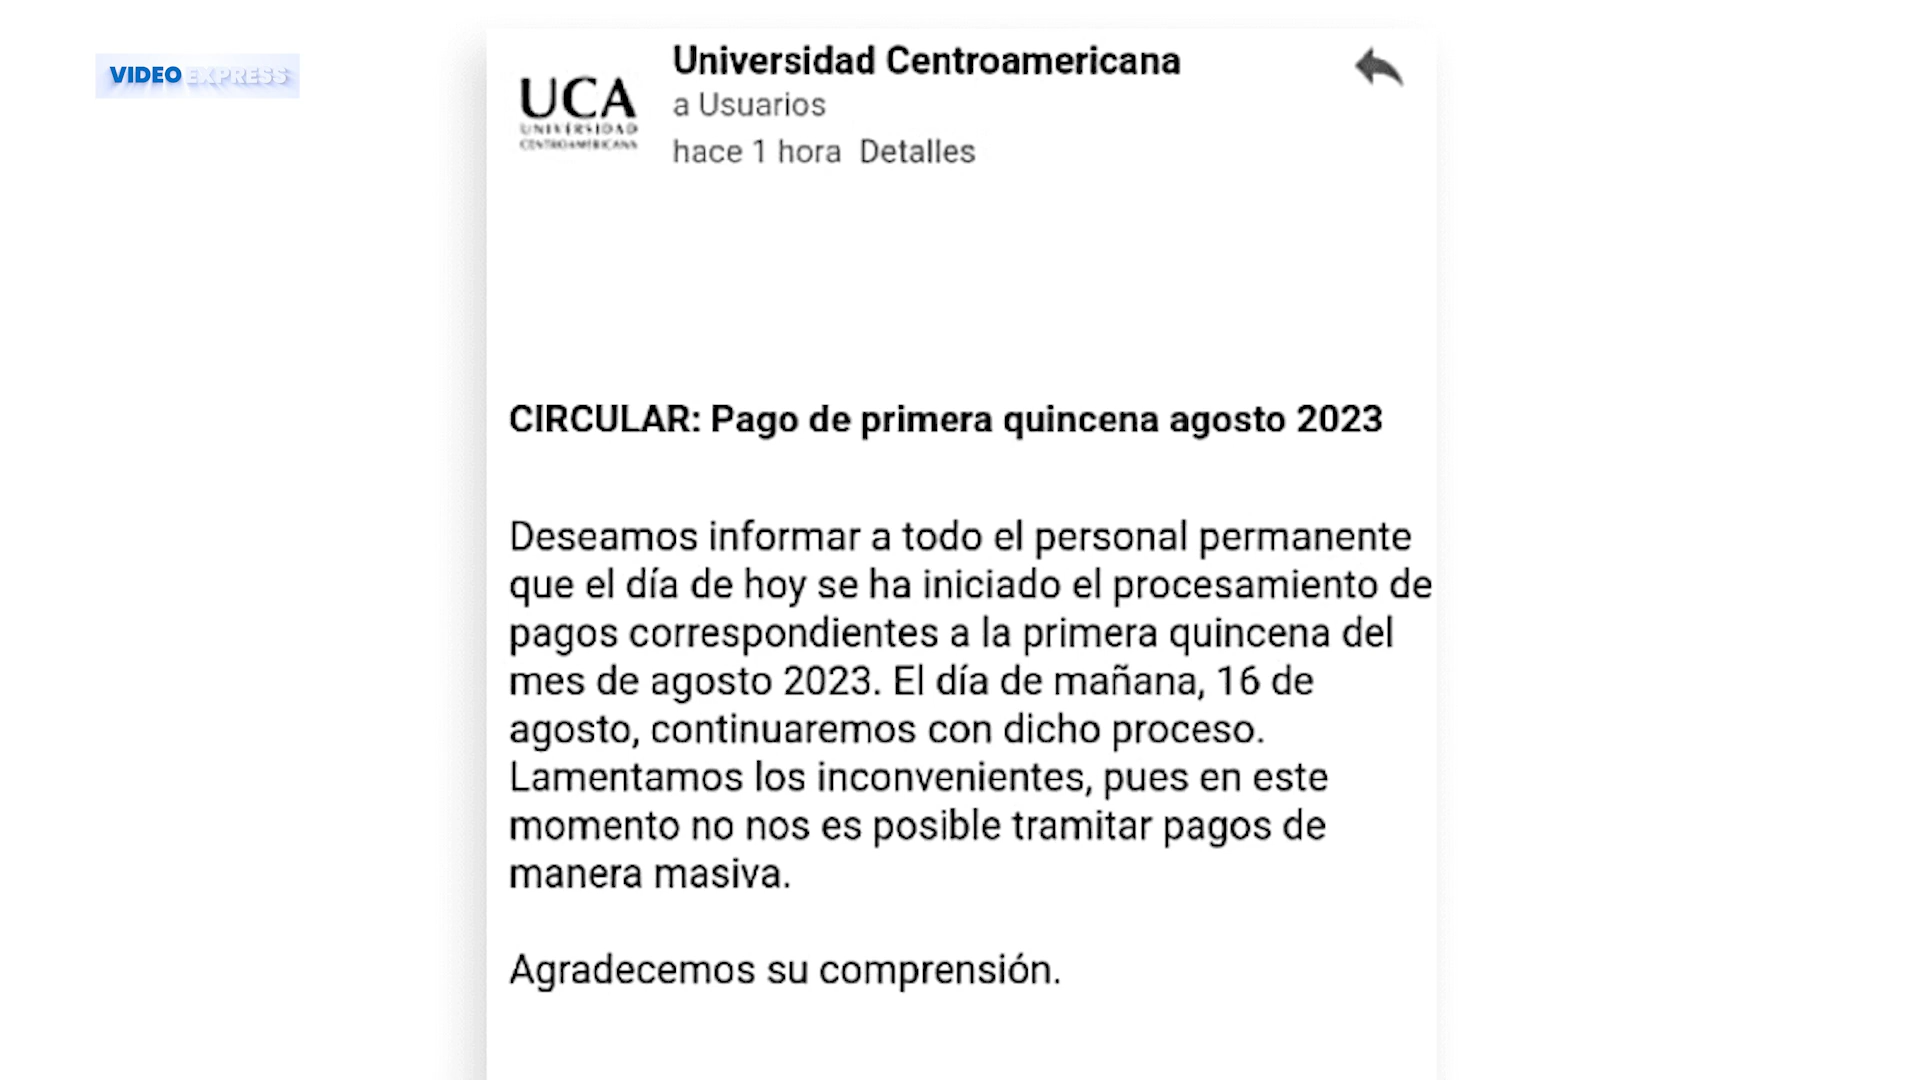 VIDEO EXPRESS
Universidad Centroamericana
a Usuarios
hace 1 hora Detalles
UCA
UNIVERSIDAD
CENTROAMERICANA
CIRCULAR: Pago de primera quincena agosto 2023
Deseamos informar a todo el personal permanente
que el día de hoy se ha iniciado el procesamiento de
pagos correspondientes a la primera quincena del
mes de agosto 2023. El día de mañana, 16 de
agosto, continuaremos con dicho proceso.
Lamentamos los inconvenientes, pues en este
momento no nos es posible tramitar pagos de
manera masiva.
Agradecemos su comprensión.